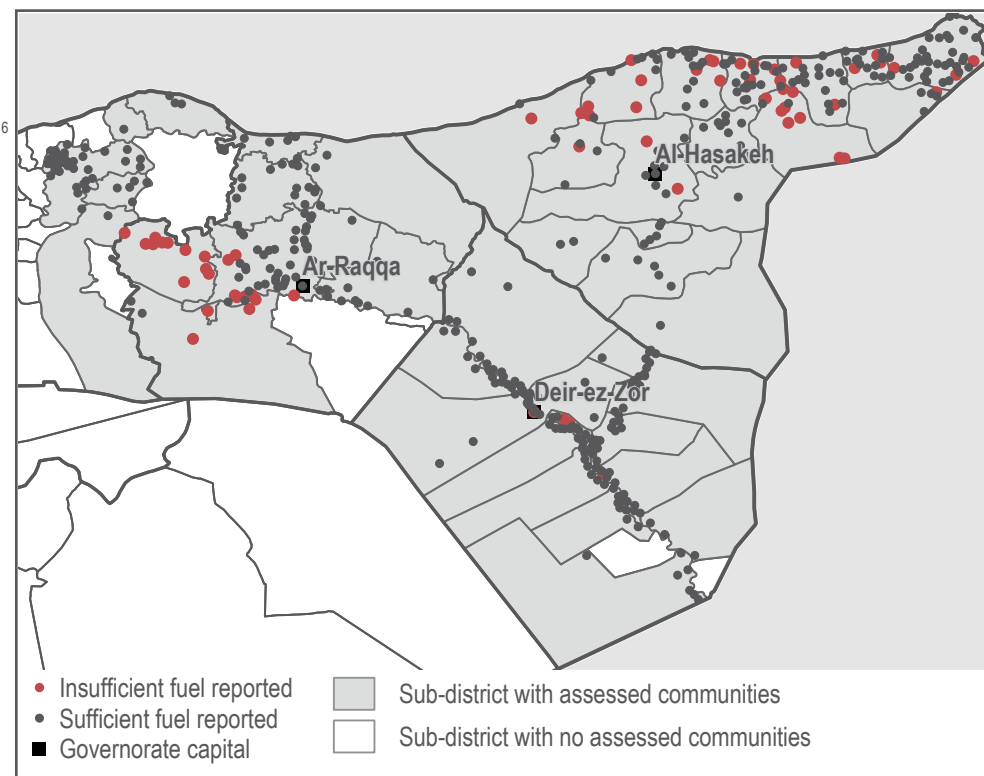 6
Al-Hasakeh
Ar-Raqqa
Deir-ez-Zor
Insufficient fuel reported
Sufficient fuel reported
Governorate capital
Sub-district with assessed communities
Sub-district with no assessed communities